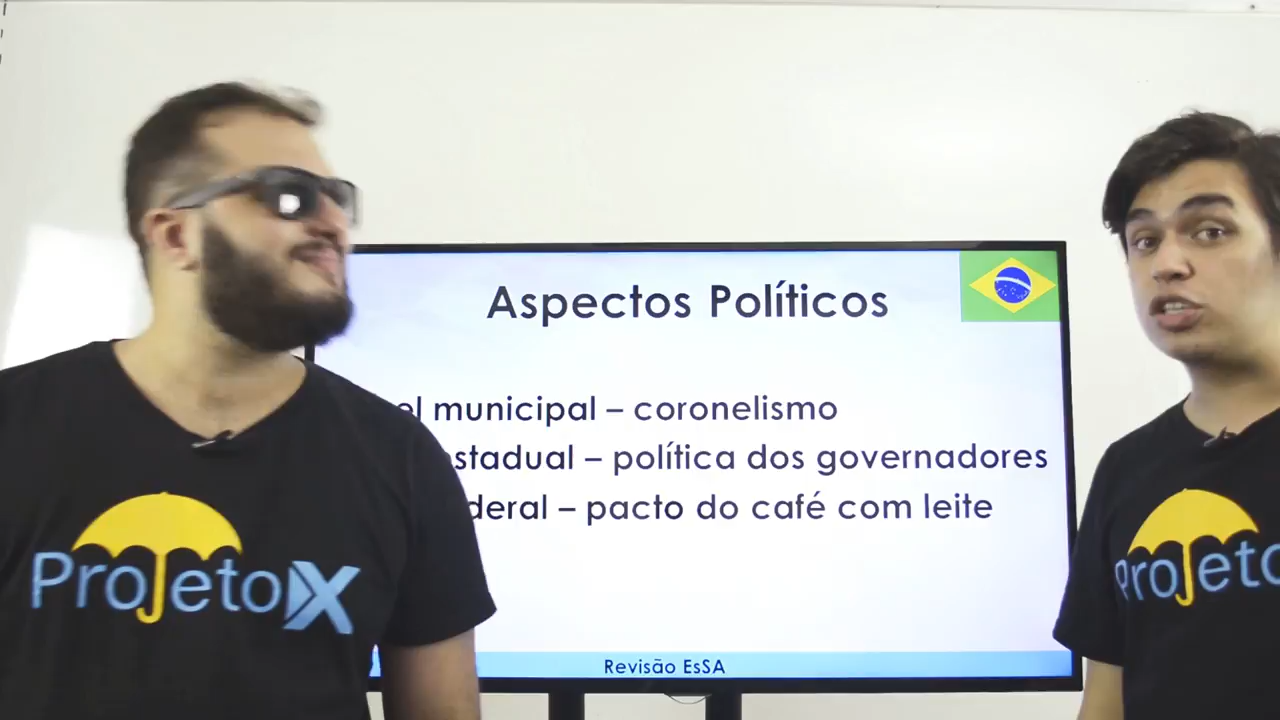 Aspectos Políticos
el municipal – coronelismo
stadual – política dos governadores
deral – pacto do café com leite
ProjetoX
Projeto
Revisão EsSA